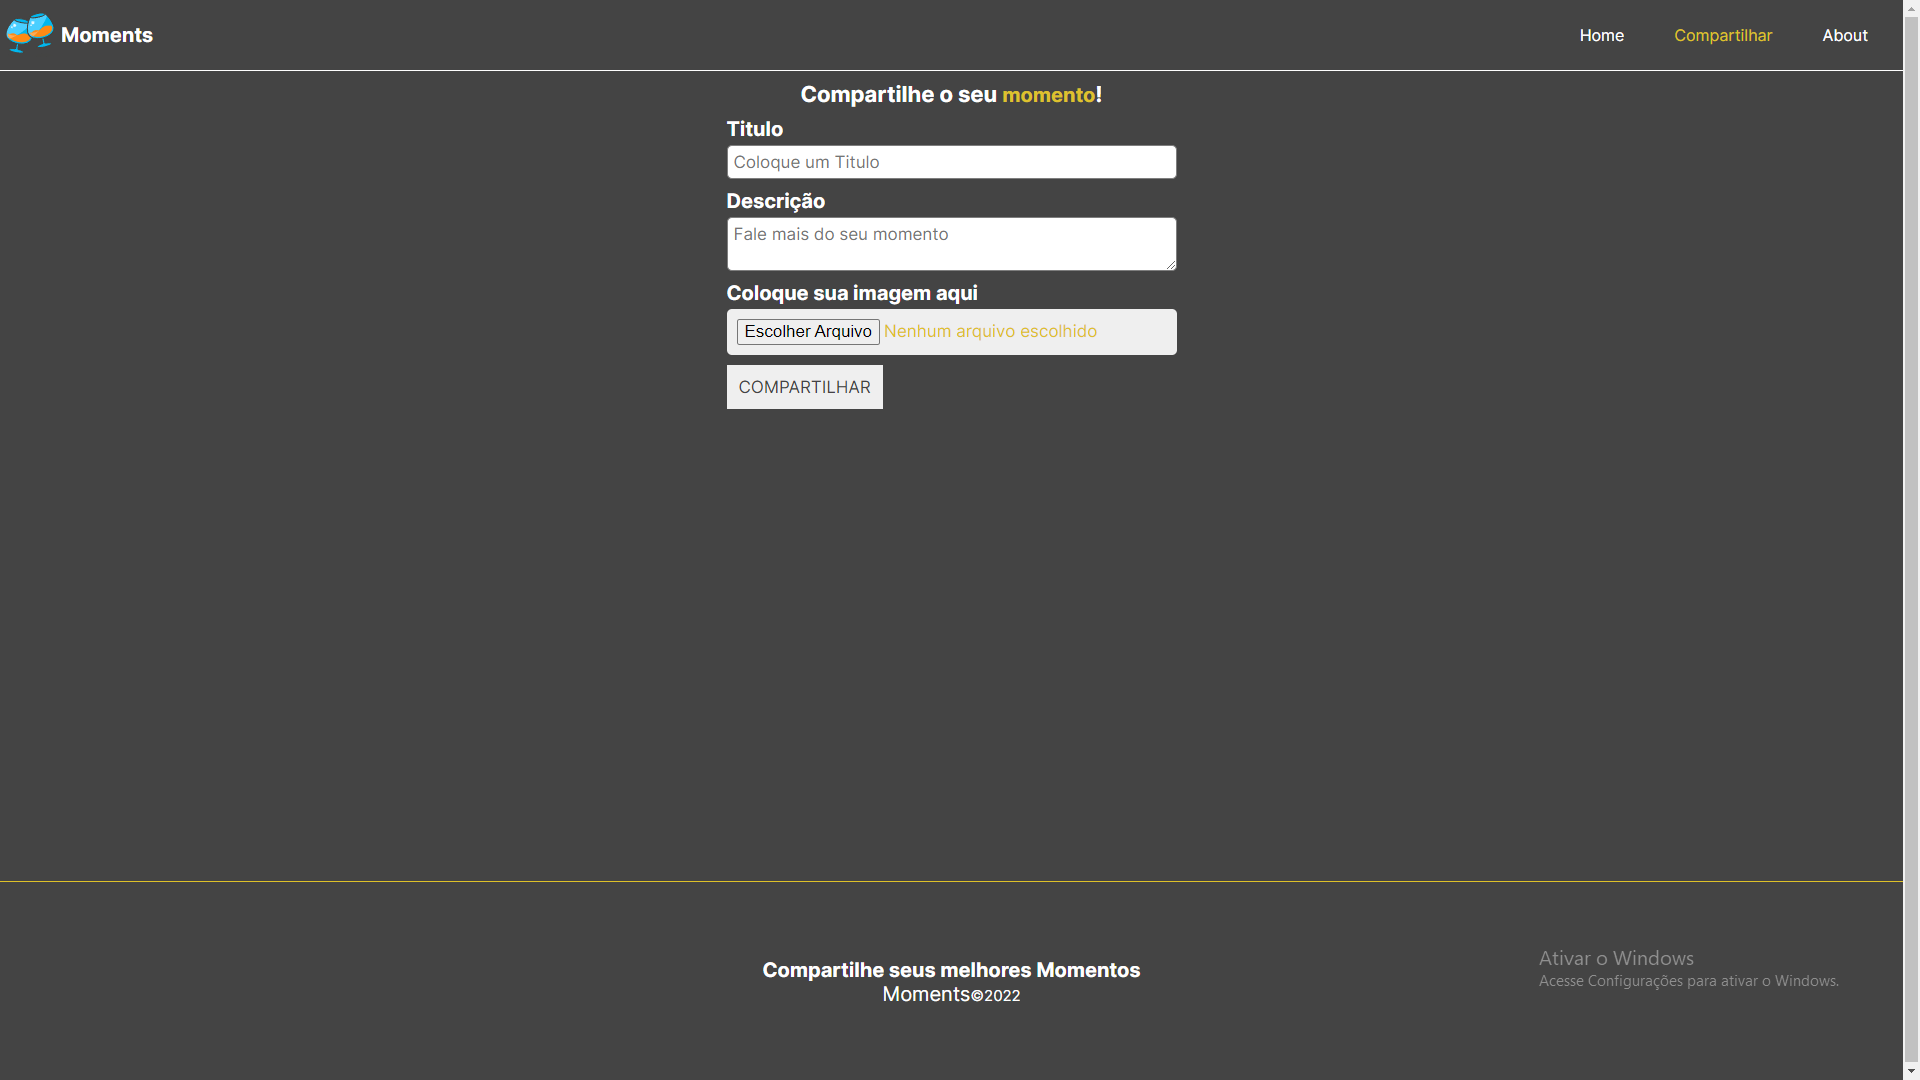 Moments
Home
Compartilhar
About
Compartilhe o seu momento!
Titulo
Coloque um Titulo
Descrição
Fale mais do seu momento
Coloque sua imagem aqui
Escolher Arquivo Nenhum arquivo escolhido
COMPARTILHAR
Compartilhe seus melhores Momentos
Moments©2022
Ativar o Windows
Acesse Configurações para ativar o Windows.